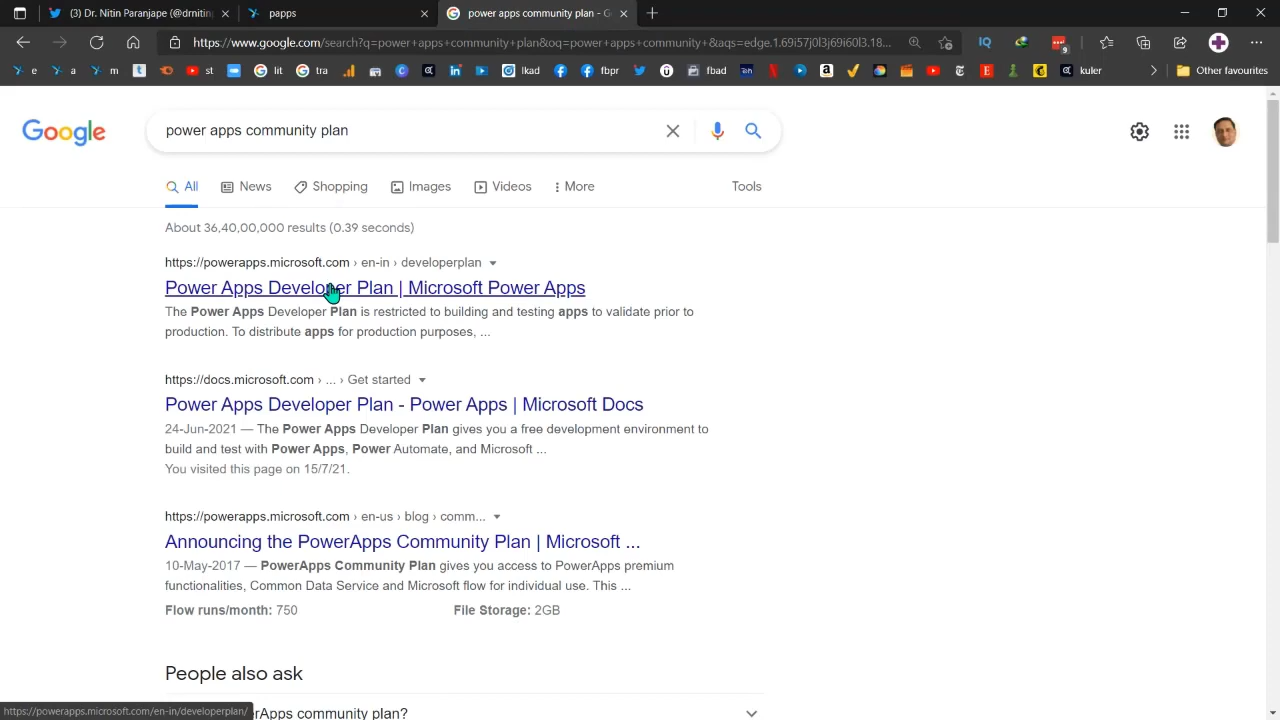 (3) Dr. Nitin Paranjape (@drniting
papps
power apps community plan - G
https://www.google.com/search?q=power+apps+community+plan&oq=power+apps+community+&aqs=edge.1.69i57j0l3j69i60l3.18...
IQ
9
e
a
m
t
st
lit
tra
lkad
fbpr
fbad
kuler
Other favourites
Google
power apps community plan
All
News
Shopping
Images
Videos
More
Tools
About 36,40,00,000 results (0.39 seconds)
https://powerapps.microsoft.com › en-in › developerplan
Power Apps Developer Plan | Microsoft Power Apps
The Power Apps Developer Plan is restricted to building and testing apps to validate prior to
production. To distribute apps for production purposes, ...
https://docs.microsoft.com › ... › Get started
Power Apps Developer Plan - Power Apps | Microsoft Docs
24-Jun-2021 — The Power Apps Developer Plan gives you a free development environment to
build and test with Power Apps, Power Automate, and Microsoft ...
You visited this page on 15/7/21.
https://powerapps.microsoft.com › en-us › blog › comm...
Announcing the PowerApps Community Plan | Microsoft ...
10-May-2017 — PowerApps Community Plan gives you access to PowerApps premium
functionalities, Common Data Service and Microsoft flow for individual use. This ...
Flow runs/month: 750
File Storage: 2GB
People also ask
rApps community plan?
https://powerapps.microsoft.com/en-in/developerplan/